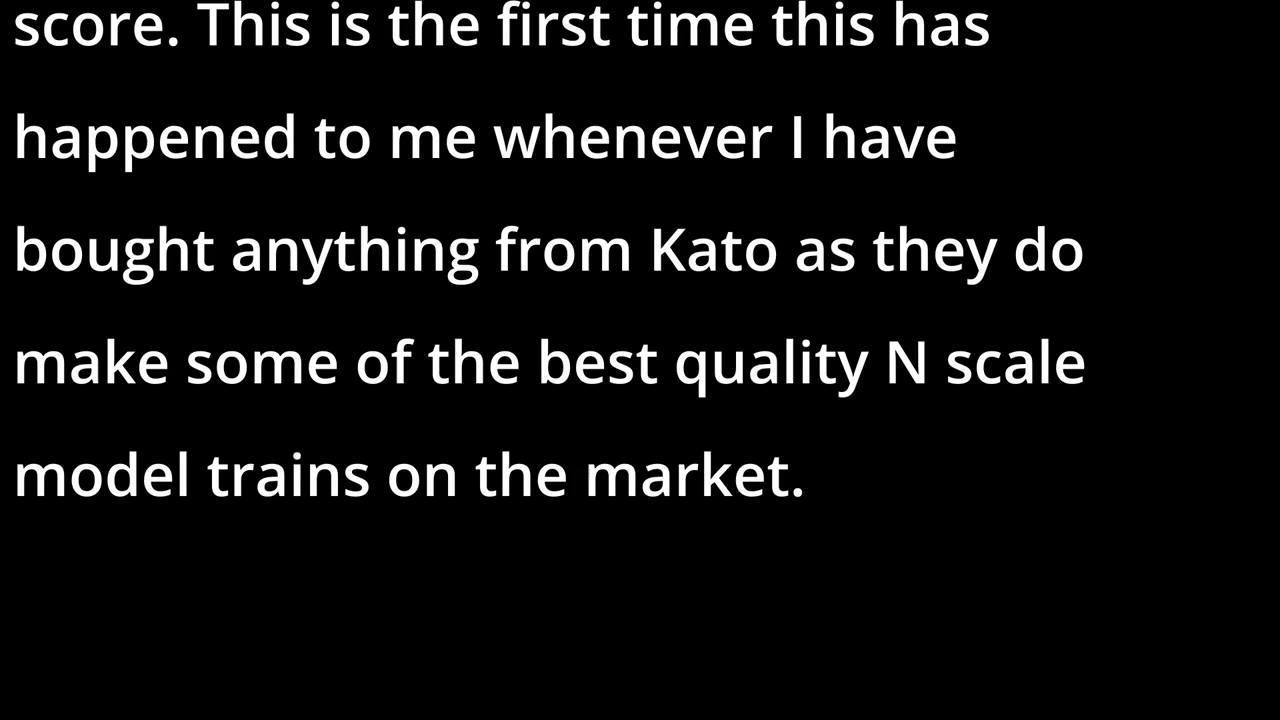 score. This is the first time this has
happened to me whenever I have
bought anything from Kato as they do
make some of the best quality N scale
model trains on the market.